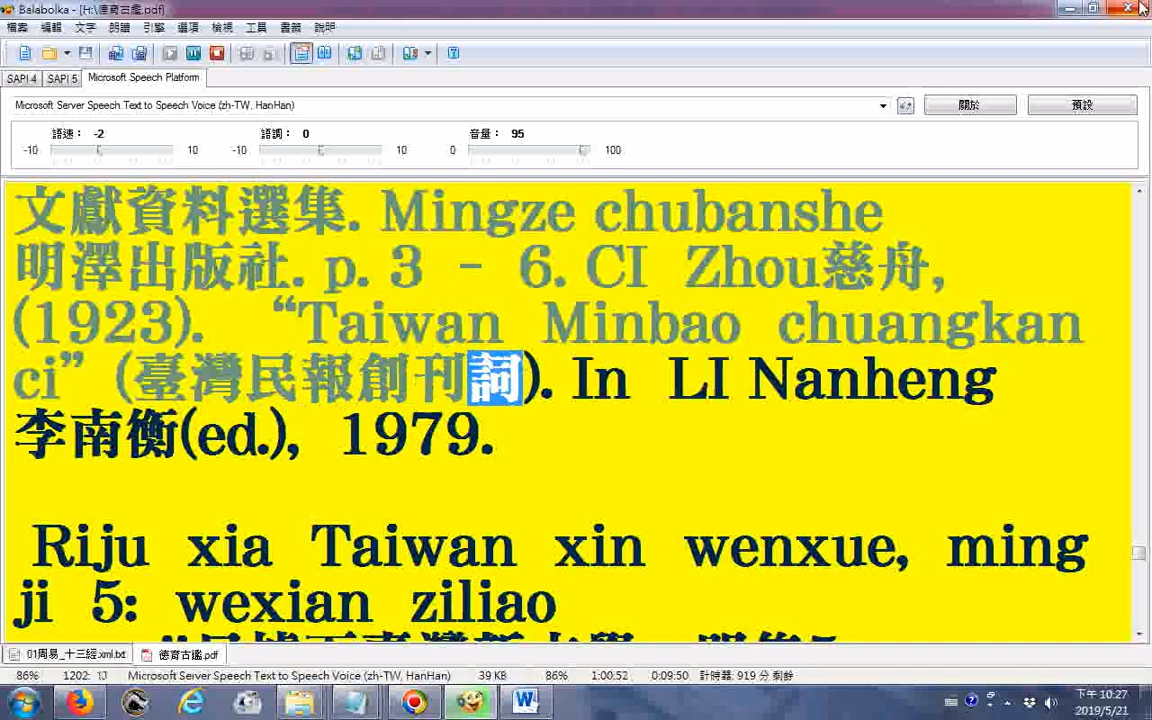 Balabolka - [H:\德育古鑑.pdf]
檔案 編輯 文字 朗讀 引擎 選項 檢視 工具 書籤 說明
SAPI 4 SAPI 5 Microsoft Speech Platform
Microsoft Server Speech Text to Speech Voice (zh-TW, HanHan) 關於 預設
語速： -2 語調： 0 音量： 95
-10 10 -10 10 0 100
文獻資料選集. Mingze chubanshe
明澤出版社. p. 3 – 6. CI Zhou慈舟,
(1923). “Taiwan Minbao chuangkan
ci” (臺灣民報創刊詞). In LI Nanheng
李南衡(ed.), 1979.
Riju xia Taiwan xin wenxue, ming
ji 5: wexian ziliao
01周易_十三經.xml.txt 德育古鑑.pdf
86% 1202: 1J Microsoft Server Speech Text to Speech Voice (zh-TW, HanHan) 39 KB 86% 1:00:52 0:09:50 計時器: 919 分 剩餘
下午 10:27
2019/5/21